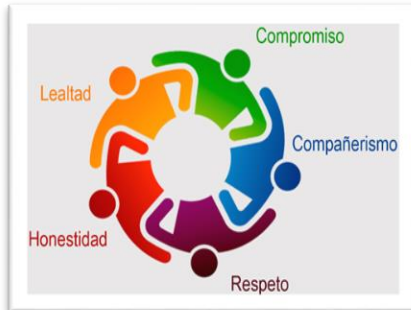 Compromiso
Lealtad
Compañerismo
Honestidad
Respeto